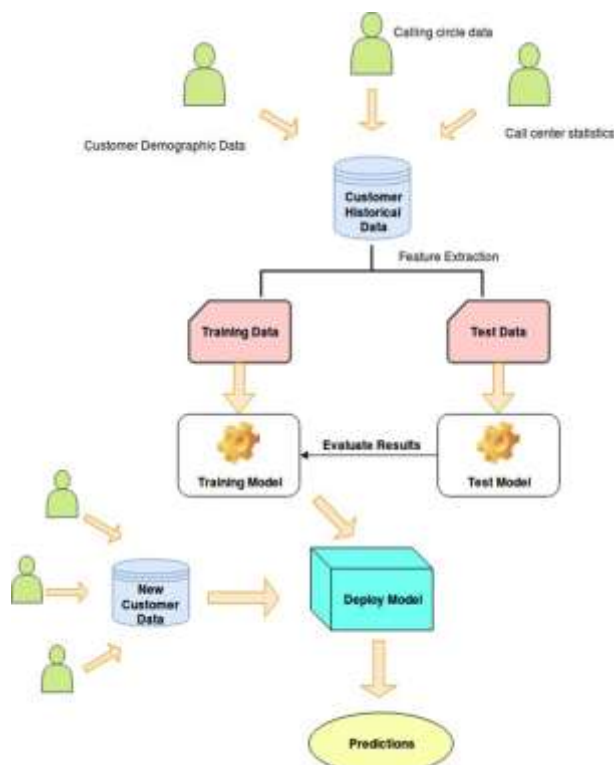 Calling circle data
Customer Demographic Data
Call center statistics
Customer
Historical
Data
Feature Extraction
Training Data
Test Data
Evaluate Results
Training Model
Test Model
New
Customer
Data
Deploy Model
Predictions